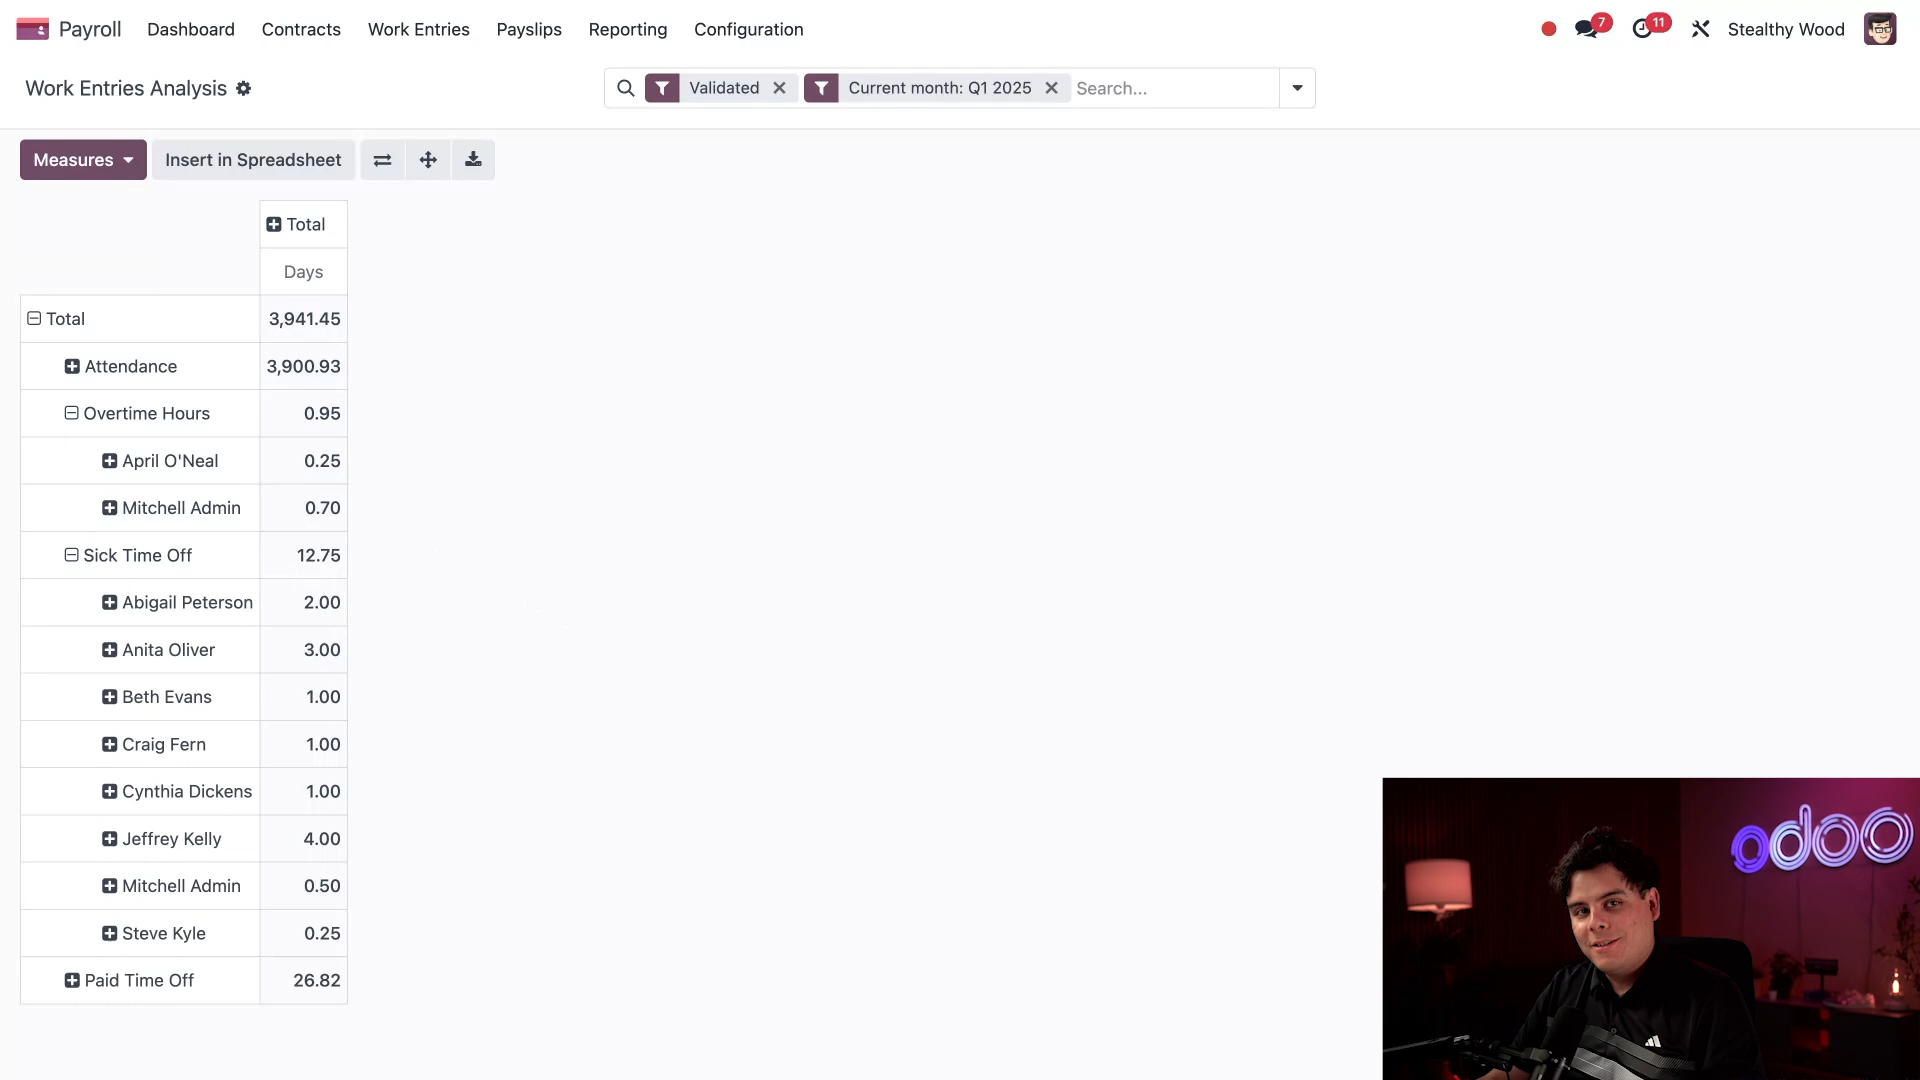 Payroll Dashboard Contracts Work Entries Payslips Reporting Configuration 7 11 Stealthy Wood
Work Entries Analysis Validated Current month: Q1 2025 Search...
Measures Insert in Spreadsheet
Total
Days
Total 3,941.45
Attendance 3,900.93
Overtime Hours 0.95
April O'Neal 0.25
Mitchell Admin 0.70
Sick Time Off 12.75
Abigail Peterson 2.00
Anita Oliver 3.00
Beth Evans 1.00
Craig Fern 1.00
Cynthia Dickens 1.00
Jeffrey Kelly 4.00
Mitchell Admin 0.50
Steve Kyle 0.25
Paid Time Off 26.82
odoo